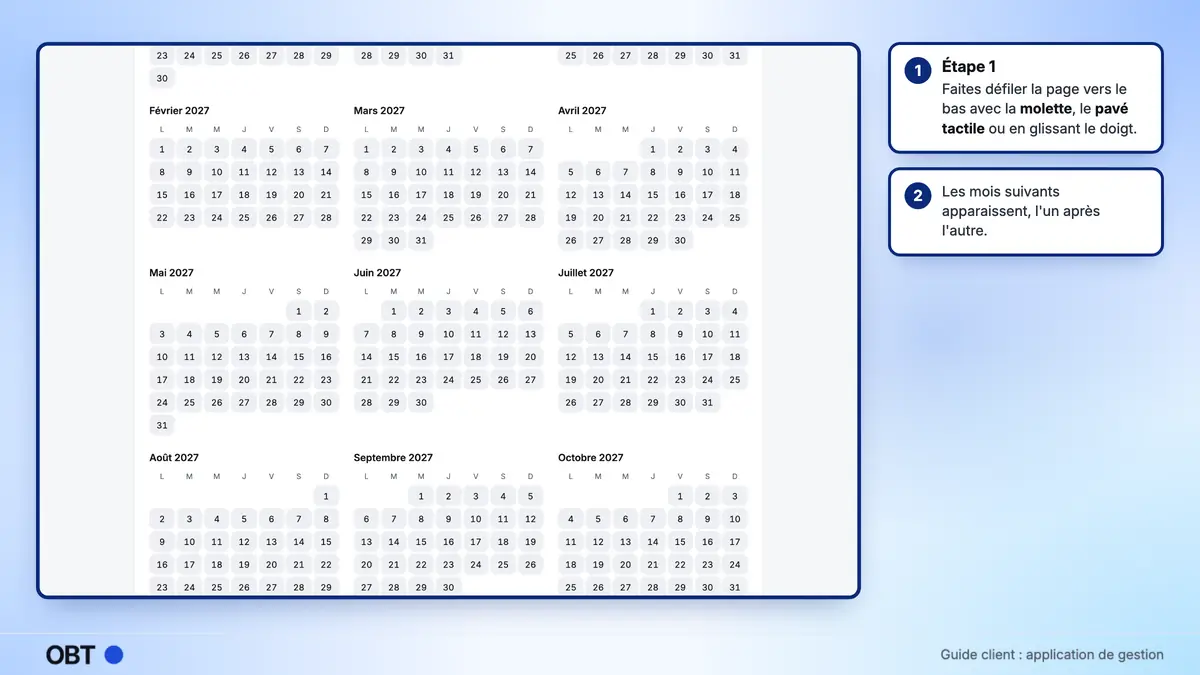 23 24 25 26 27 28 29 28 29 30 31 25 26 27 28 29 30 31
30
Février 2027 Mars 2027 Avril 2027
L M M J V S D L M M J V S D L M M J V S D
1 2 3 4 5 6 7 1 2 3 4 5 6 7 1 2 3 4
8 9 10 11 12 13 14 8 9 10 11 12 13 14 5 6 7 8 9 10 11
15 16 17 18 19 20 21 15 16 17 18 19 20 21 12 13 14 15 16 17 18
22 23 24 25 26 27 28 22 23 24 25 26 27 28 19 20 21 22 23 24 25
29 30 31 26 27 28 29 30
Mai 2027 Juin 2027 Juillet 2027
L M M J V S D L M M J V S D L M M J V S D
1 2 1 2 3 4 5 6 1 2 3 4
3 4 5 6 7 8 9 7 8 9 10 11 12 13 5 6 7 8 9 10 11
10 11 12 13 14 15 16 14 15 16 17 18 19 20 12 13 14 15 16 17 18
17 18 19 20 21 22 23 21 22 23 24 25 26 27 19 20 21 22 23 24 25
24 25 26 27 28 29 30 28 29 30 26 27 28 29 30 31
31
Août 2027 Septembre 2027 Octobre 2027
L M M J V S D L M M J V S D L M M J V S D
1 1 2 3 4 5 1 2 3
2 3 4 5 6 7 8 6 7 8 9 10 11 12 4 5 6 7 8 9 10
9 10 11 12 13 14 15 13 14 15 16 17 18 19 11 12 13 14 15 16 17
16 17 18 19 20 21 22 20 21 22 23 24 25 26 18 19 20 21 22 23 24
23 24 25 26 27 28 29 27 28 29 30 25 26 27 28 29 30 31
1 Étape 1
Faites défiler la page vers le
bas avec la molette, le pavé
tactile ou en glissant le doigt.
2 Les mois suivants
apparaissent, l'un après
l'autre.
OBT
Guide client : application de gestion